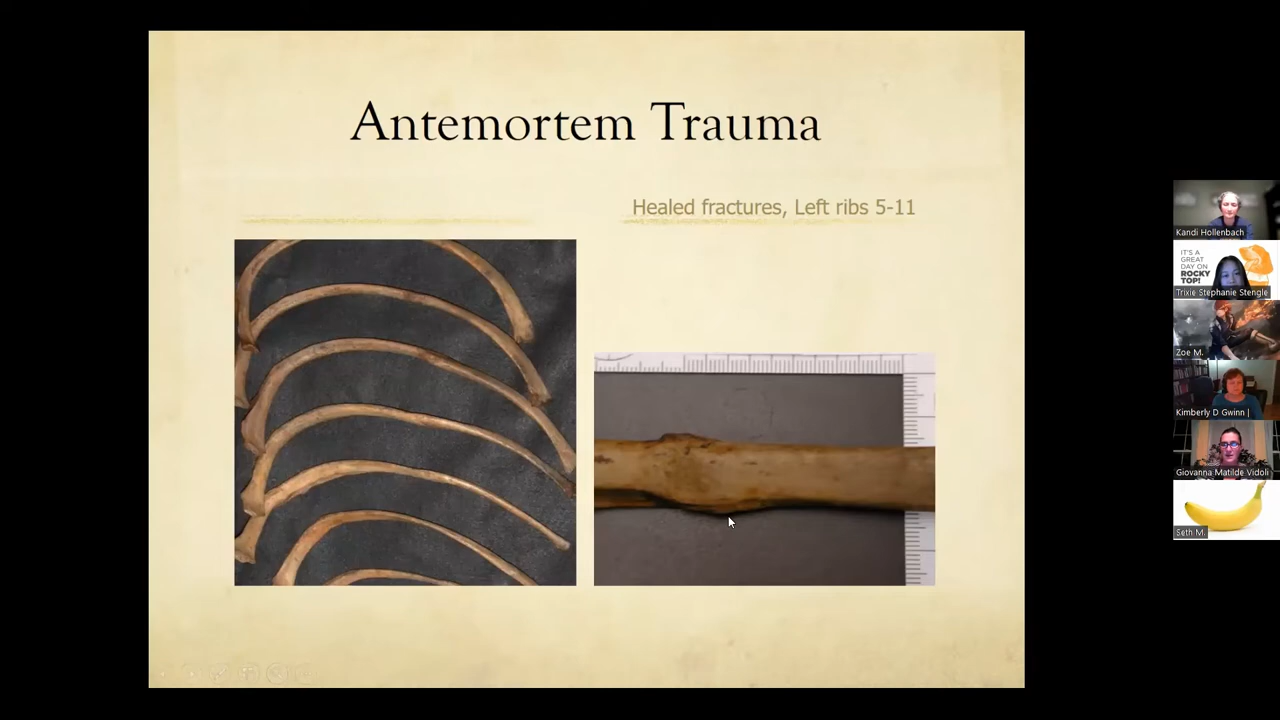 Antemortem Trauma
Healed fractures, Left ribs 5-11
Kandi Hollenbach
IT'S A
GREAT
DAY ON
ROCKY
TOP!
Trixie Stephanie Stengle
Zoe M.
Kimberly D Gwinn |
Giovanna Matilde Vidoli
Seth M.